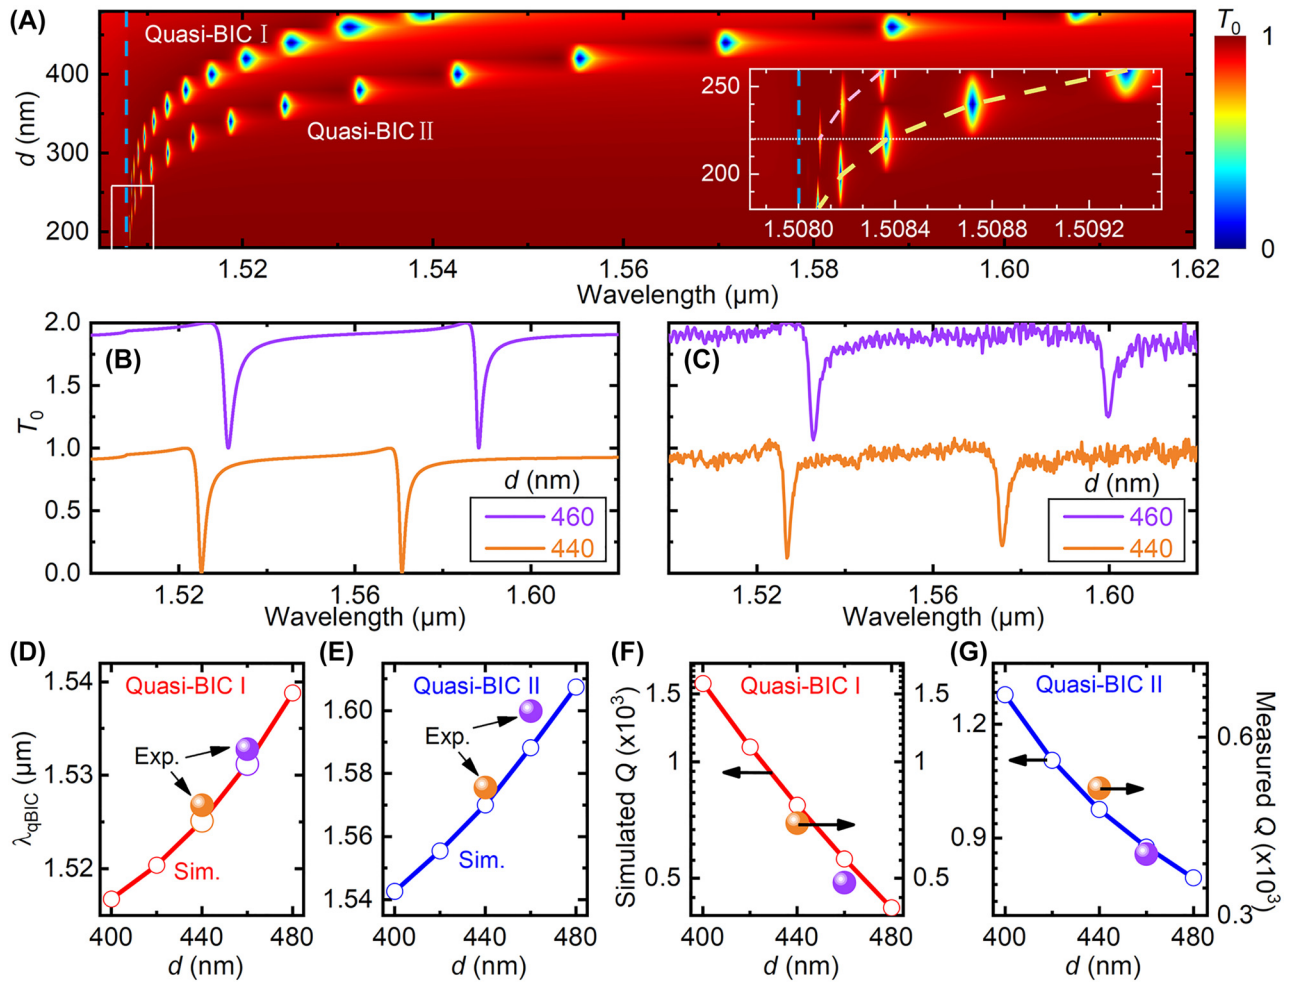 (A)
Quasi-BIC I
Quasi-BIC II
d (nm)
400
300
200
250
200
1.5080 1.5084 1.5088 1.5092
1.52 1.54 1.56 1.58 1.60 1.62
Wavelength (μm)
T0
1
0
(B)
T0
2.0
1.5
1.0
0.5
0.0
d (nm)
460
440
1.52 1.56 1.60
Wavelength (μm)
(C)
d (nm)
460
440
1.52 1.56 1.60
Wavelength (μm)
(D)
λqBIC (μm)
1.54
1.53
1.52
Quasi-BIC I
Exp.
Sim.
400 440 480
d (nm)
(E)
1.60
1.58
1.56
1.54
Quasi-BIC II
Exp.
Sim.
400 440 480
d (nm)
(F)
Simulated Q (x10³)
1.5
1
0.5
Quasi-BIC I
1.5
1
0.5
400 440 480
d (nm)
(G)
1.2
0.9
Quasi-BIC II
0.6
0.3
Measured Q (x10³)
400 440 480
d (nm)